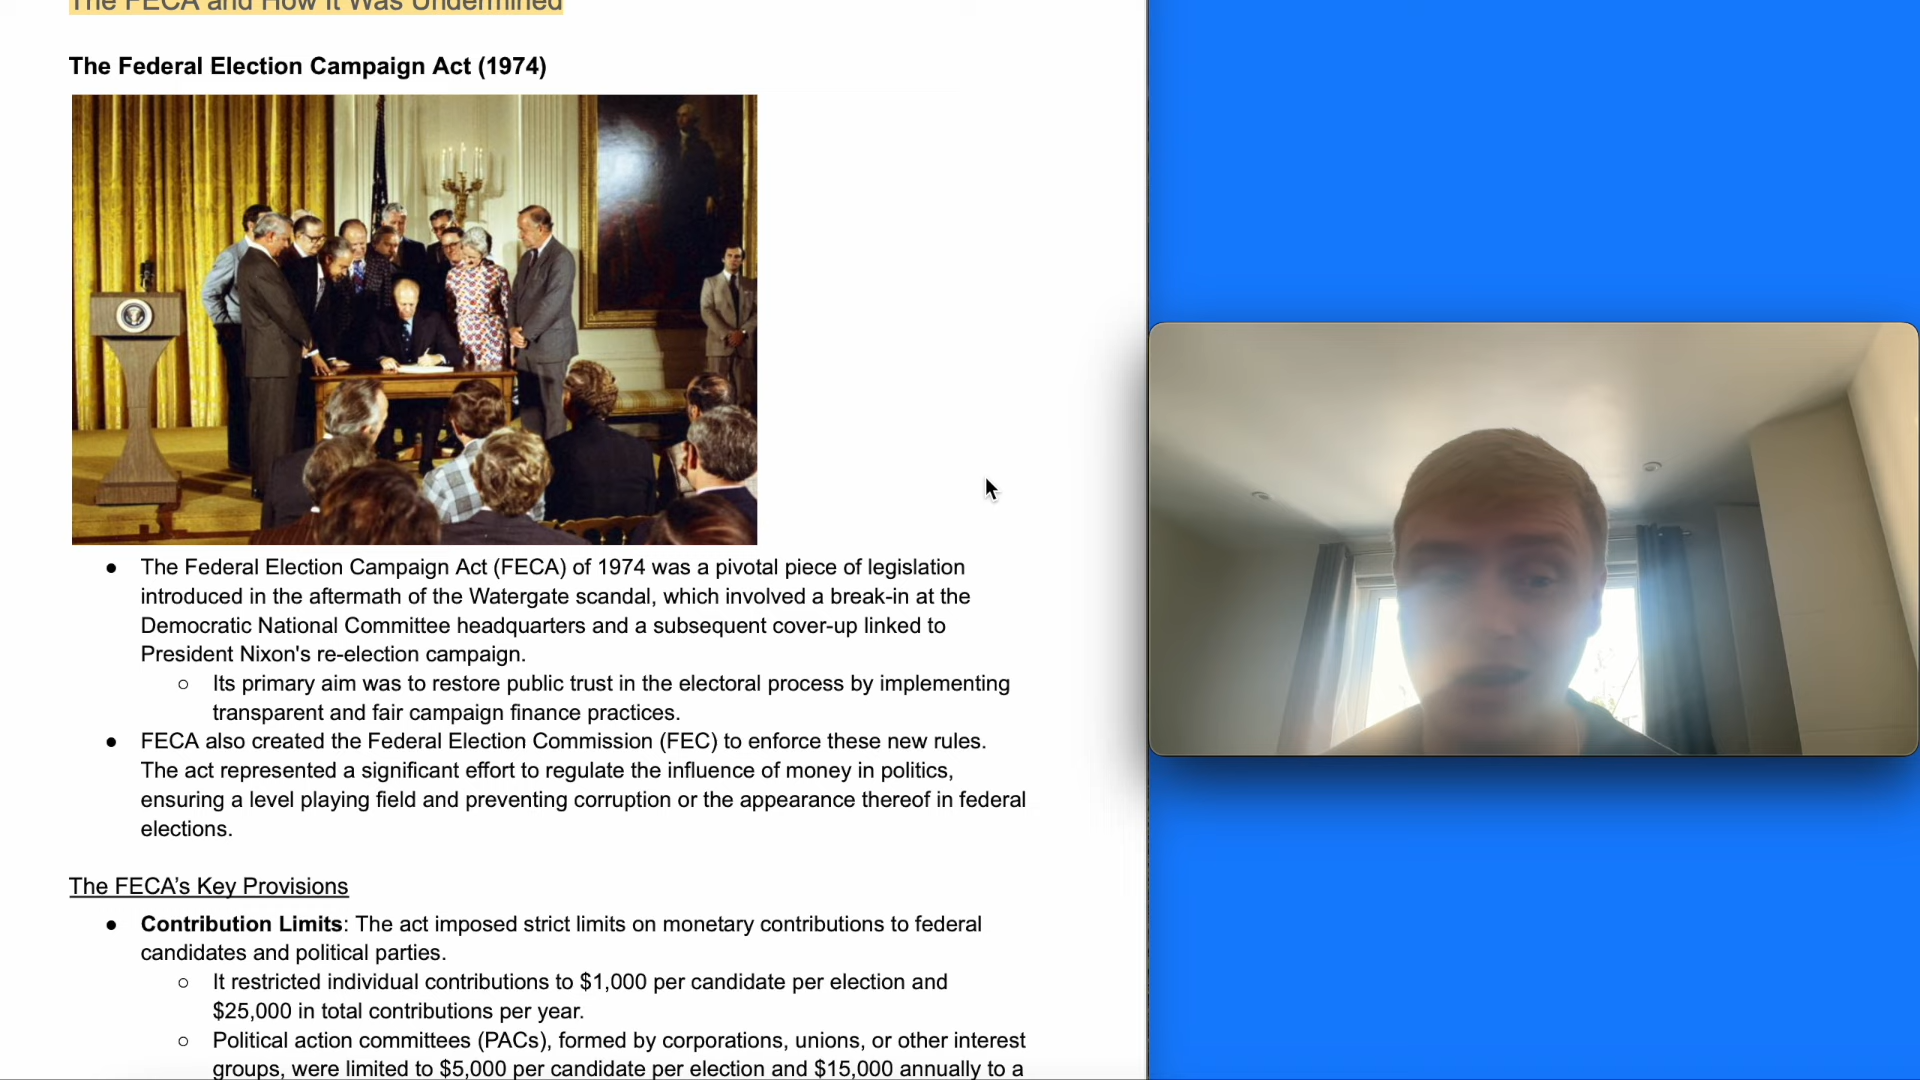 The FECA and How It Was Undermined
The Federal Election Campaign Act (1974)
● The Federal Election Campaign Act (FECA) of 1974 was a pivotal piece of legislation
introduced in the aftermath of the Watergate scandal, which involved a break-in at the
Democratic National Committee headquarters and a subsequent cover-up linked to
President Nixon's re-election campaign.
○ Its primary aim was to restore public trust in the electoral process by implementing
transparent and fair campaign finance practices.
● FECA also created the Federal Election Commission (FEC) to enforce these new rules.
The act represented a significant effort to regulate the influence of money in politics,
ensuring a level playing field and preventing corruption or the appearance thereof in federal
elections.
The FECA’s Key Provisions
● Contribution Limits: The act imposed strict limits on monetary contributions to federal
candidates and political parties.
○ It restricted individual contributions to $1,000 per candidate per election and
$25,000 in total contributions per year.
○ Political action committees (PACs), formed by corporations, unions, or other interest
groups, were limited to $5,000 per candidate per election and $15,000 annually to a